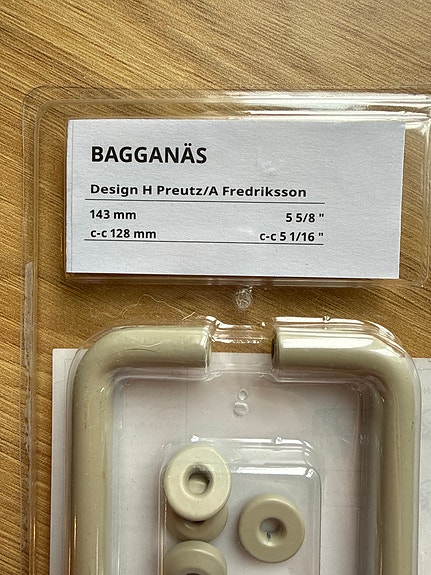 BAGGANÄS
Design H Preutz/A Fredriksson
143 mm 5 5/8 "
c-c 128 mm c-c 5 1/16 "